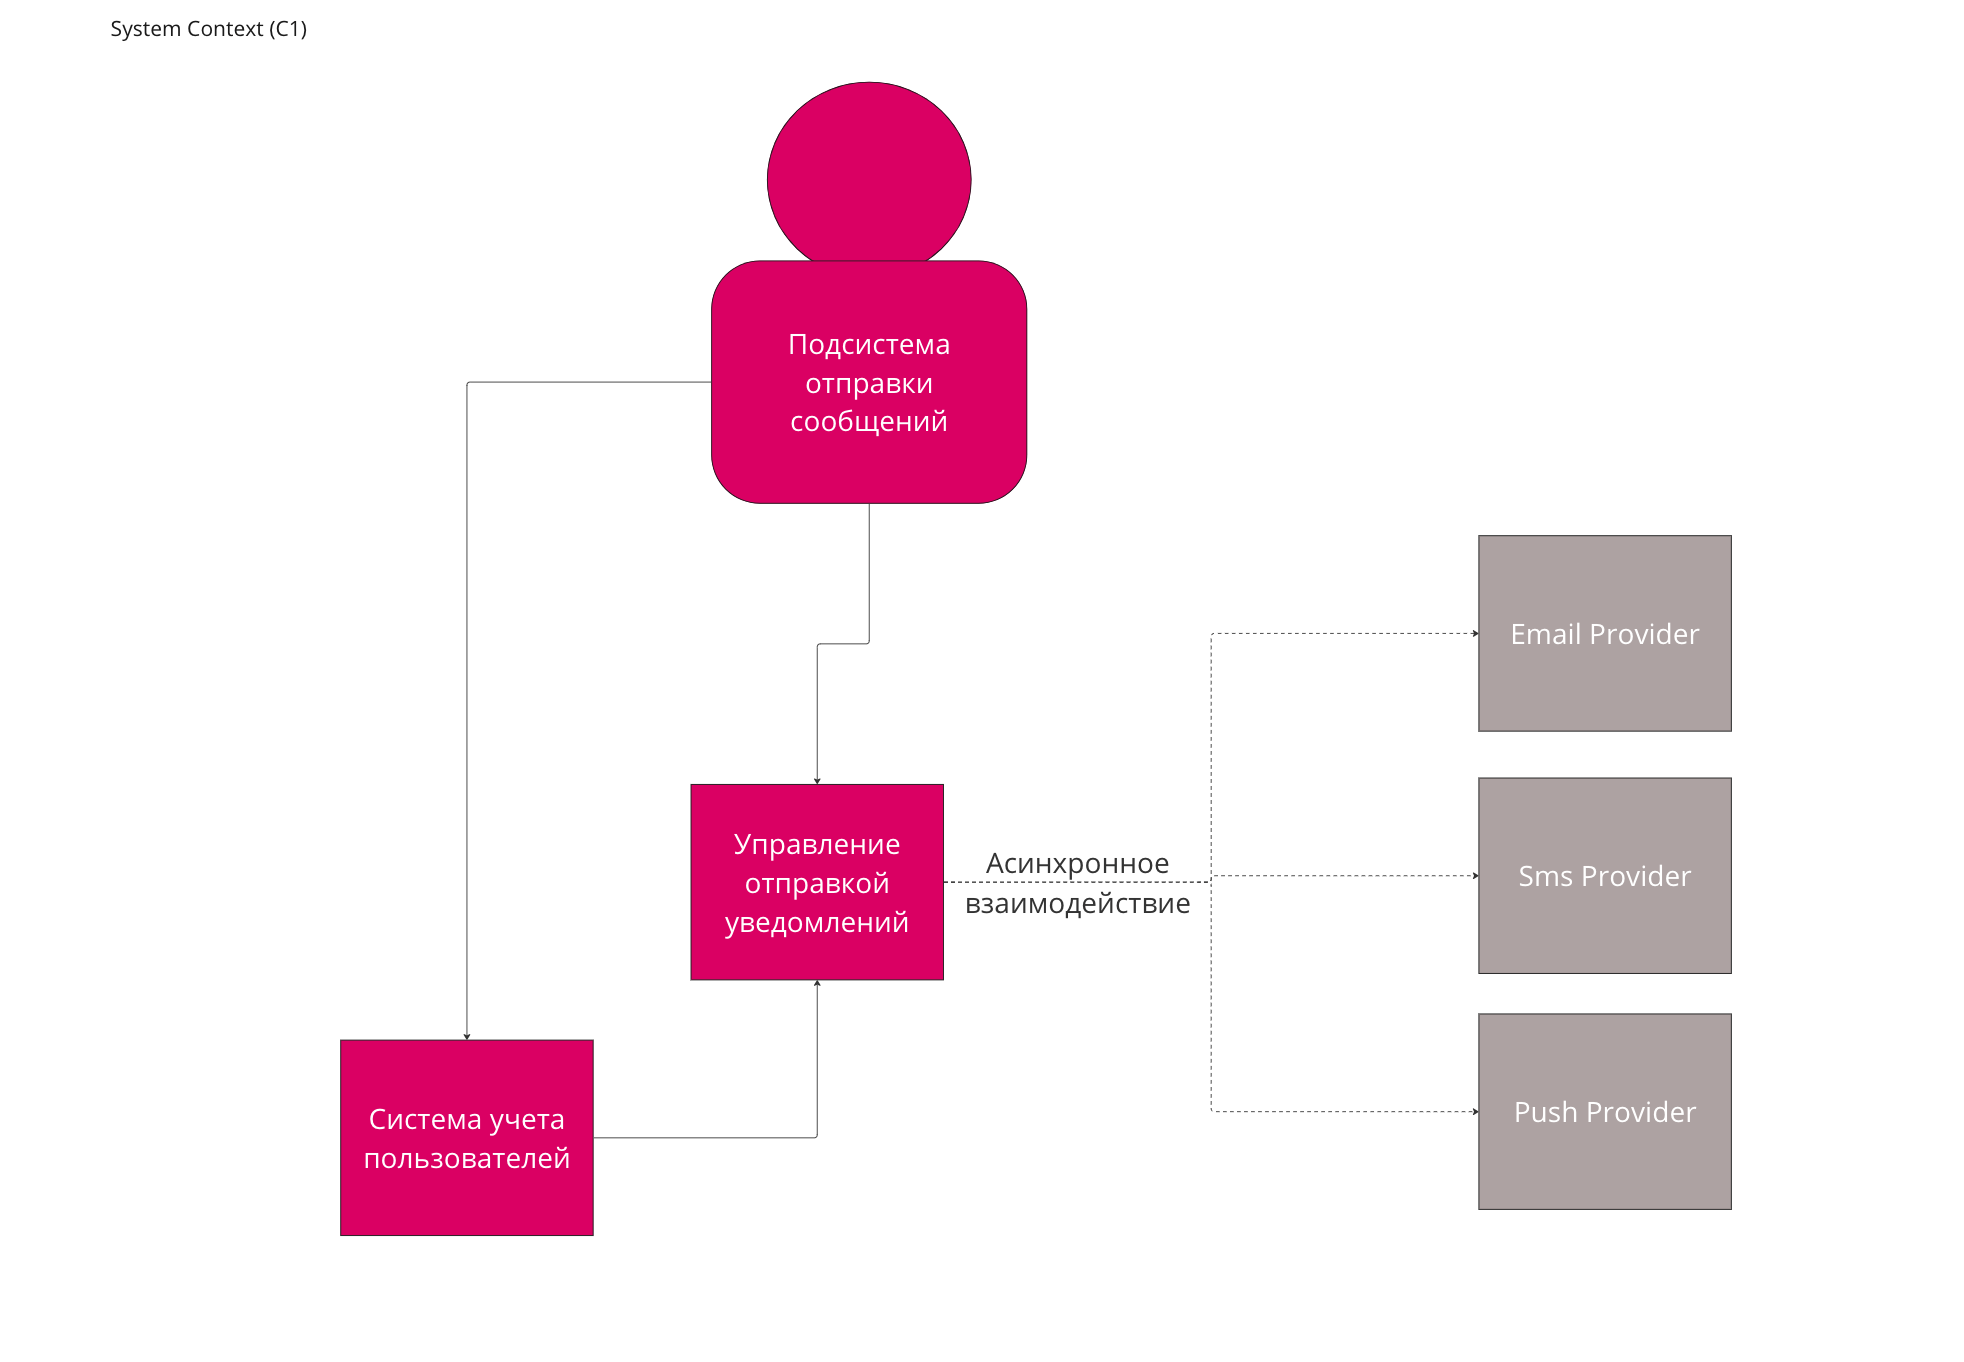 System Context (C1)
Подсистема
отправки
сообщений
Email Provider
Управление
отправкой
уведомлений
Асинхронное
взаимодействие
Sms Provider
Система учета
пользователей
Push Provider